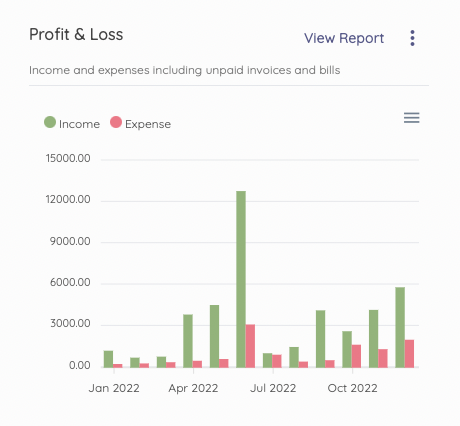 Profit & Loss
View Report
Income and expenses including unpaid invoices and bills
Income Expense
15000.00
12000.00
9000.00
6000.00
3000.00
0.00
Jan 2022 Apr 2022 Jul 2022 Oct 2022